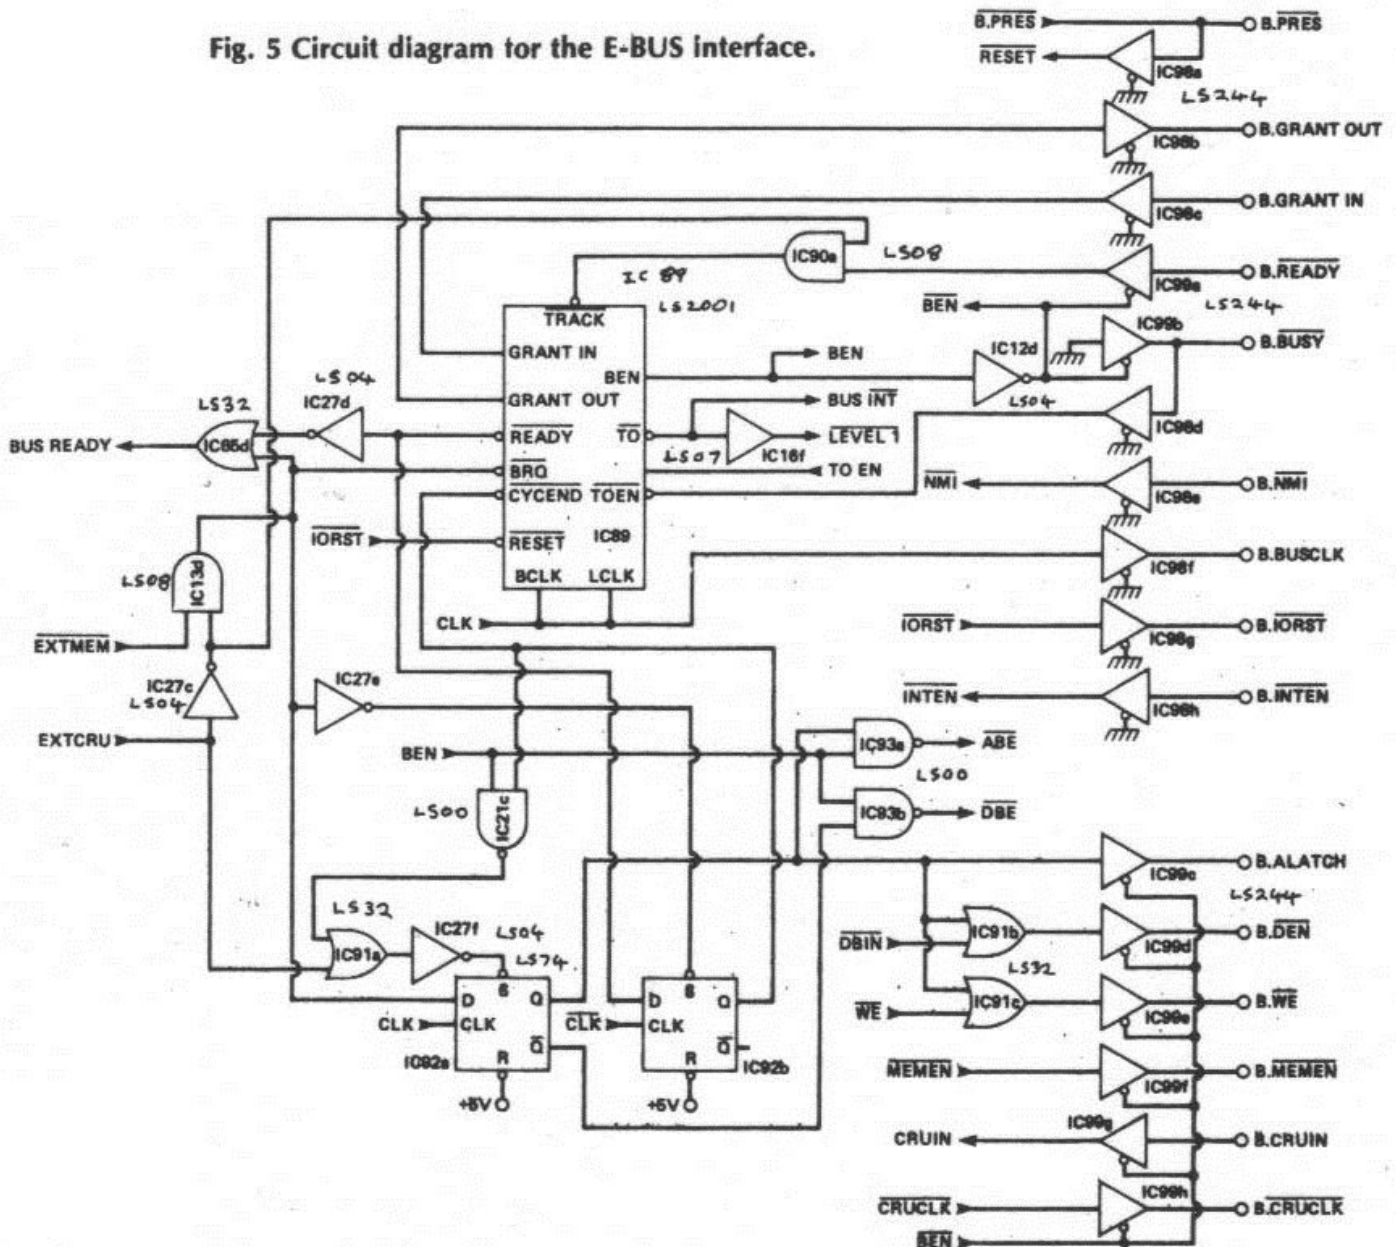 Fig. 5 Circuit diagram tor the E-BUS interface.
B.PRES
B.PRES
RESET
IC98a
LS244
B.GRANT OUT
IC98b
B.GRANT IN
IC98c
IC90a
LS08
B.READY
IC99a
LS244
IC 89
LS2001
BEN
TRACK
GRANT IN
GRANT OUT
READY
BRQ
CYCEND
RESET
BCLK
LCLK
BEN
TO
TOEN
IC89
BEN
IC12d
LS04
IC99b
B.BUSY
BUS INT
LEVEL 1
LS07
IC16f
TO EN
IC98d
LS04
IC27d
LS32
IC65d
BUS READY
NMI
IC98e
B.NMI
IORST
IC98f
B.BUSCLK
LS08
IC13d
CLK
IORST
IC98g
B.IORST
EXTMEM
IC27c
LS04
IC27e
INTEN
IC98h
B.INTEN
EXTCRU
BEN
IC93a
ABE
LS00
LS00
IC21c
IC93b
DBE
IC99c
B.ALATCH
LS244
LS32
IC91a
IC27f
LS04
LS74
DBIN
IC91b
IC99d
B.DEN
LS32
D
S
Q
CLK
CLK
Q
R
IC92a
+5V
D
S
Q
CLK
CLK
Q
R
IC92b
+5V
WE
IC91c
IC99e
B.WE
MEMEN
IC99f
B.MEMEN
CRUIN
IC99g
B.CRUIN
CRUCLK
IC99h
B.CRUCLK
BEN